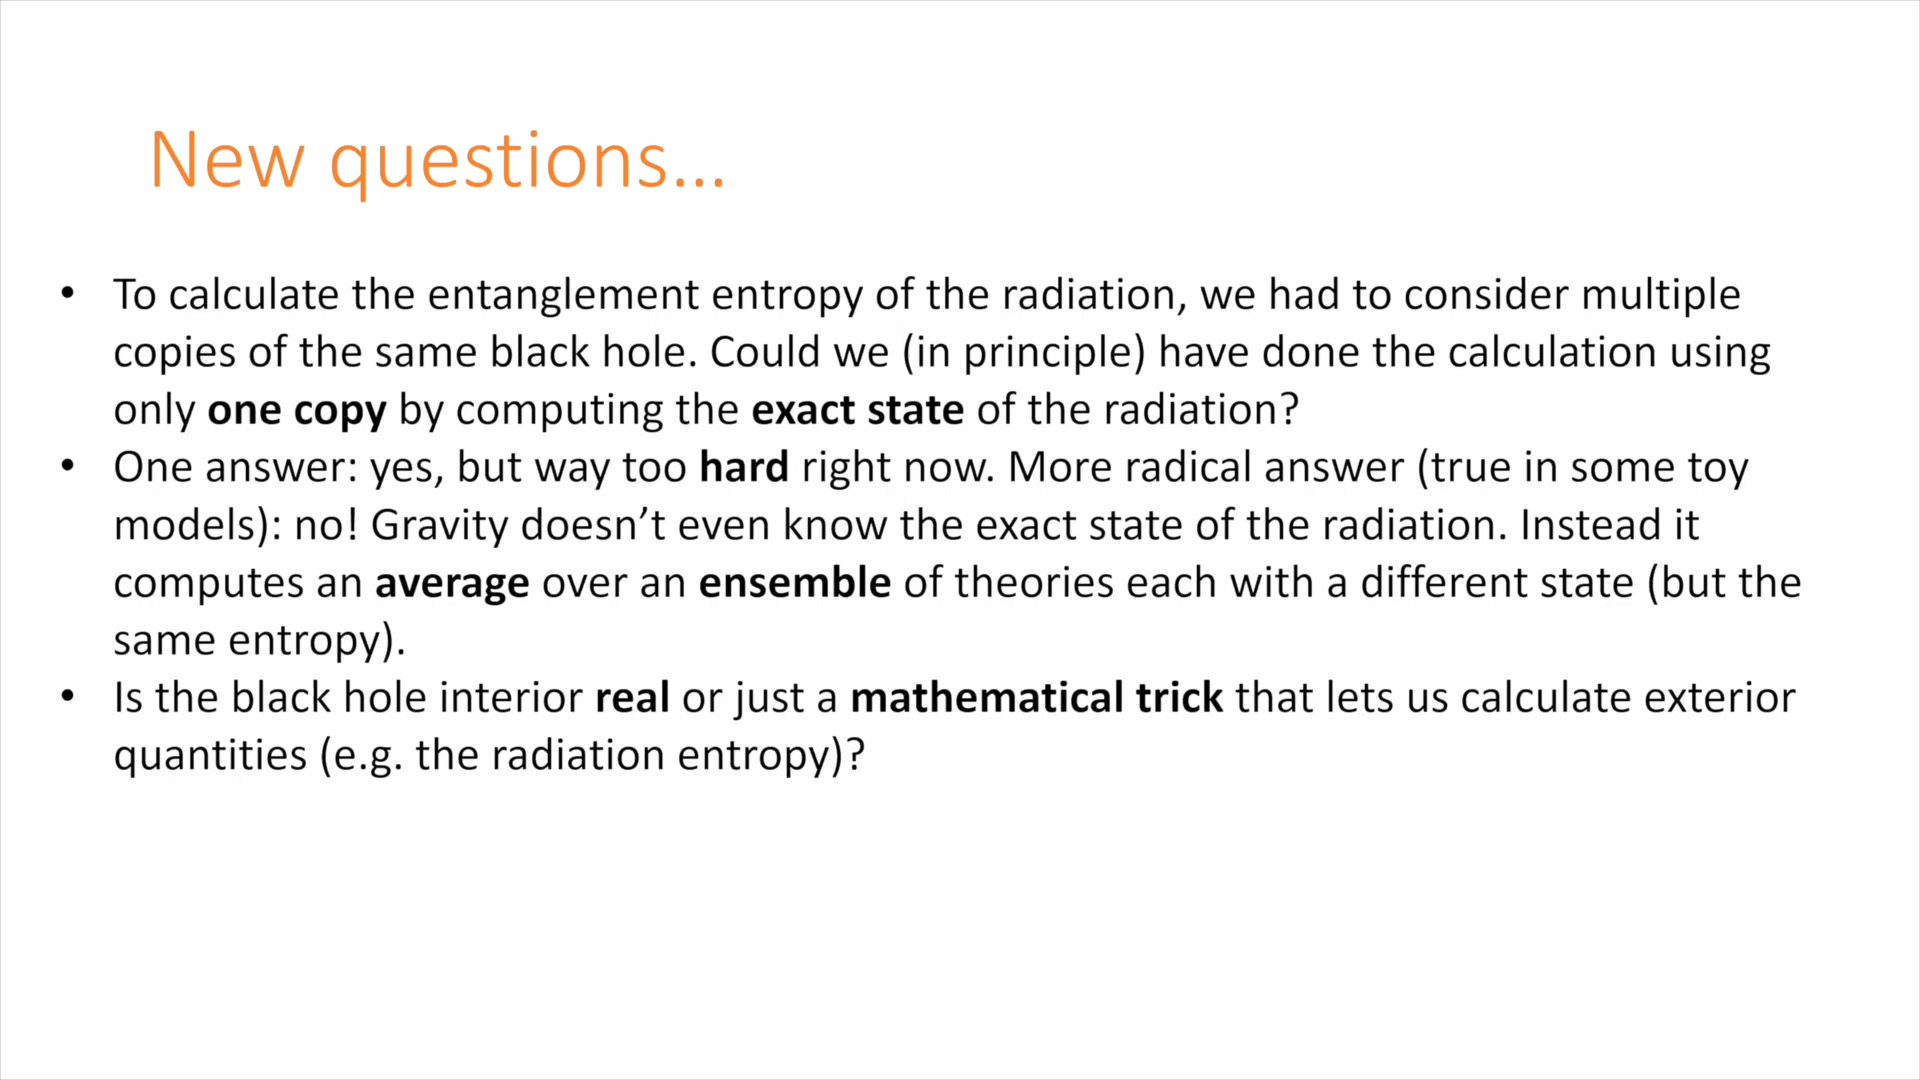 New questions...
• To calculate the entanglement entropy of the radiation, we had to consider multiple
copies of the same black hole. Could we (in principle) have done the calculation using
only one copy by computing the exact state of the radiation?
• One answer: yes, but way too hard right now. More radical answer (true in some toy
models): no! Gravity doesn’t even know the exact state of the radiation. Instead it
computes an average over an ensemble of theories each with a different state (but the
same entropy).
• Is the black hole interior real or just a mathematical trick that lets us calculate exterior
quantities (e.g. the radiation entropy)?